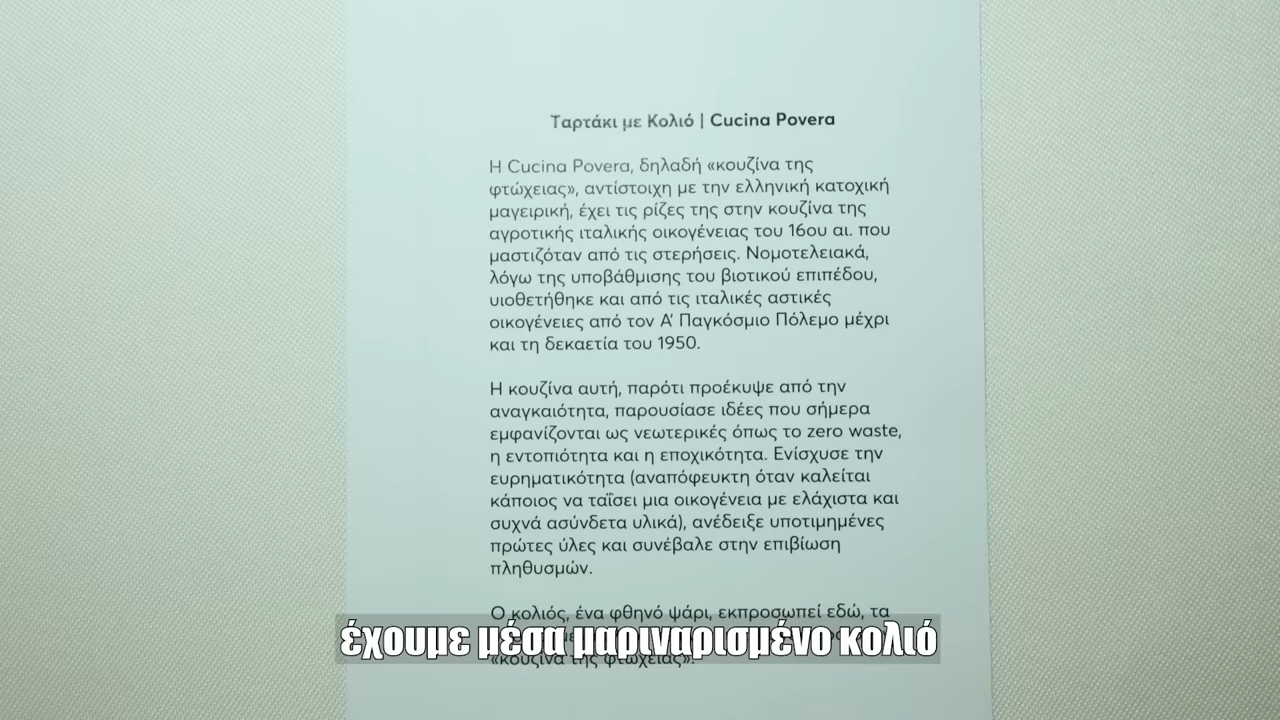 Ταρτάκι με Κολιό | Cucina Povera
Η Cucina Povera, δηλαδή «κουζίνα της
φτώχειας», αντίστοιχη με την ελληνική κατοχική
μαγειρική, έχει τις ρίζες της στην κουζίνα της
αγροτικής ιταλικής οικογένειας του 16ου αι. που
μαστιζόταν από τις στερήσεις. Νομοτελειακά,
λόγω της υποβάθμισης του βιοτικού επιπέδου,
υιοθετήθηκε και από τις ιταλικές αστικές
οικογένειες από τον Α’ Παγκόσμιο Πόλεμο μέχρι
και τη δεκαετία του 1950.
Η κουζίνα αυτή, παρότι προέκυψε από την
αναγκαιότητα, παρουσίασε ιδέες που σήμερα
εμφανίζονται ως νεωτερικές όπως το zero waste,
η εντοπιότητα και η εποχικότητα. Ενίσχυσε την
ευρηματικότητα (αναπόφευκτη όταν καλείται
κάποιος να ταΐσει μια οικογένεια με ελάχιστα και
συχνά ασύνδετα υλικά), ανέδειξε υποτιμημένες
πρώτες ύλες και συνέβαλε στην επιβίωση
πληθυσμών.
Ο κολιός, ένα φθηνό ψάρι, εκπροσωπεί εδώ, τα
έχουμε μέσα μαριναρισμένο κολιό
«κουζίνα της φτώχειας».